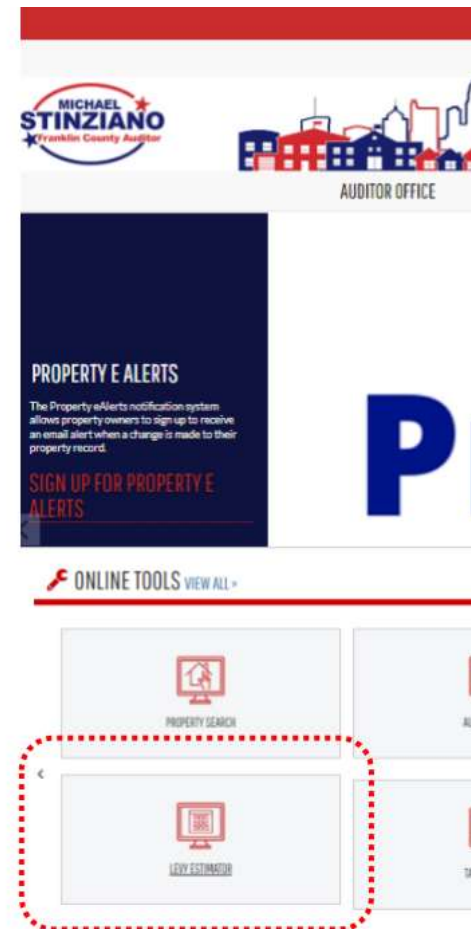 MICHAEL
STINZIANO
Franklin County Auditor
AUDITOR OFFICE
PROPERTY E ALERTS
The Property eAlerts notification system
allows property owners to sign up to receive
an email alert when a change is made to their
property record.
SIGN UP FOR PROPERTY E
ALERTS
P
ONLINE TOOLS VIEW ALL »
PROPERTY SEARCH
LEVY ESTIMATOR